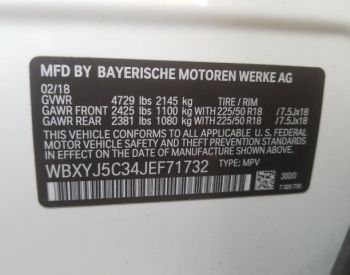 MFD BY BAYERISCHE MOTOREN WERKE AG
02/18
GVWR 4729 lbs 2145 kg TIRE / RIM
GAWR FRONT 2425 lbs 1100 kg 225/50 R18 /7.5Jx18
GAWR REAR 2381 lbs 1080 kg 225/50 R18 /7.5Jx18
THIS VEHICLE CONFORMS TO ALL APPLICABLE U.S. FEDERAL
MOTOR VEHICLE SAFETY, BUMPER, AND THEFT PREVENTION
STANDARDS IN EFFECT ON THE DATE OF MANUFACTURE
SHOWN ABOVE.
WBXYJ5C34JEF71732 TYPE: MPV